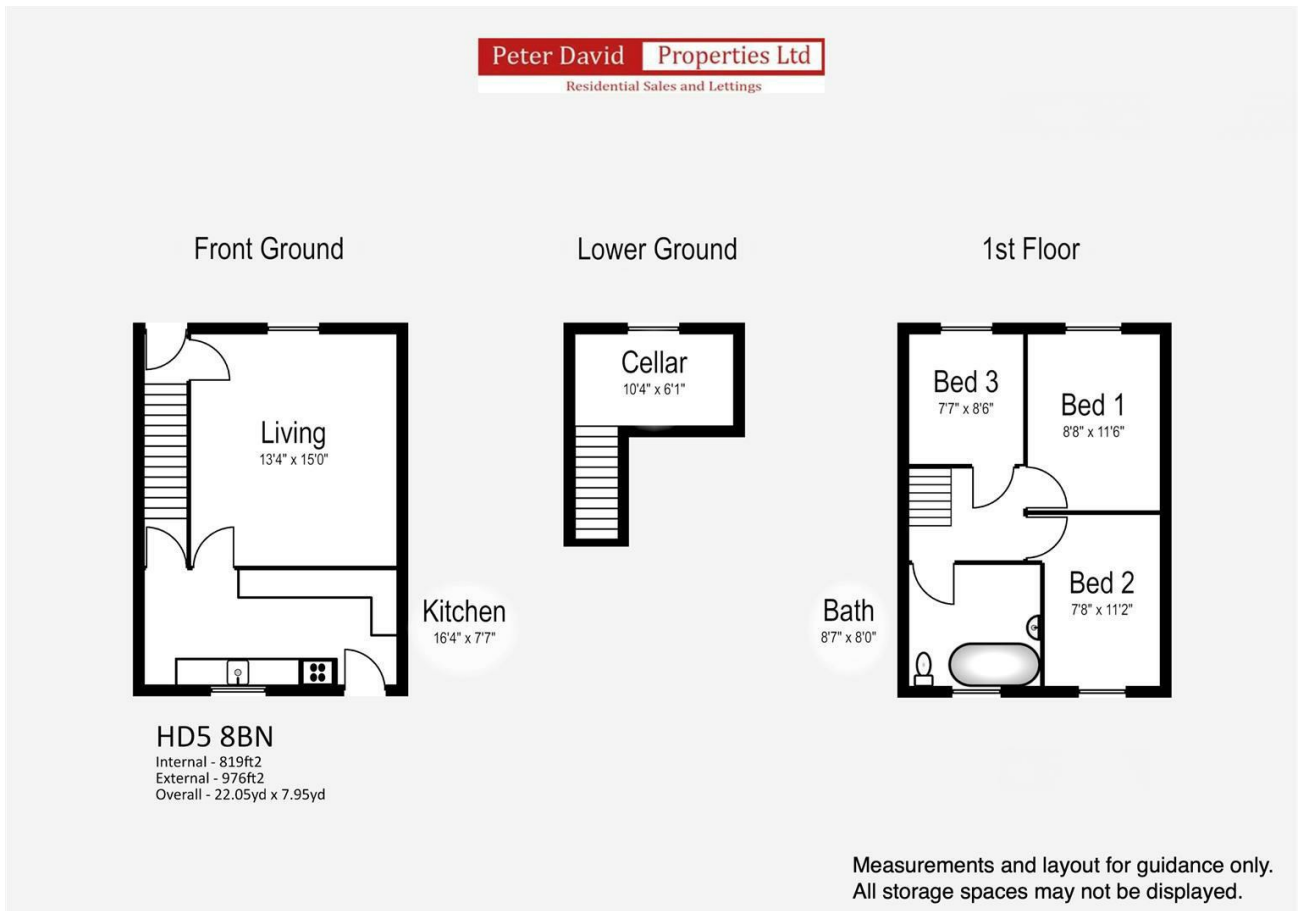 Peter David Properties Ltd
Residential Sales and Lettings
Front Ground
Lower Ground
1st Floor
Living
13'4" x 15'0"
Kitchen
16'4" x 7'7"
Cellar
10'4" x 6'1"
Bed 3
7'7" x 8'6"
Bed 1
8'8" x 11'6"
Bed 2
7'8" x 11'2"
Bath
8'7" x 8'0"
HD5 8BN
Internal - 819ft2
External - 976ft2
Overall - 22.05yd x 7.95yd
Measurements and layout for guidance only.
All storage spaces may not be displayed.